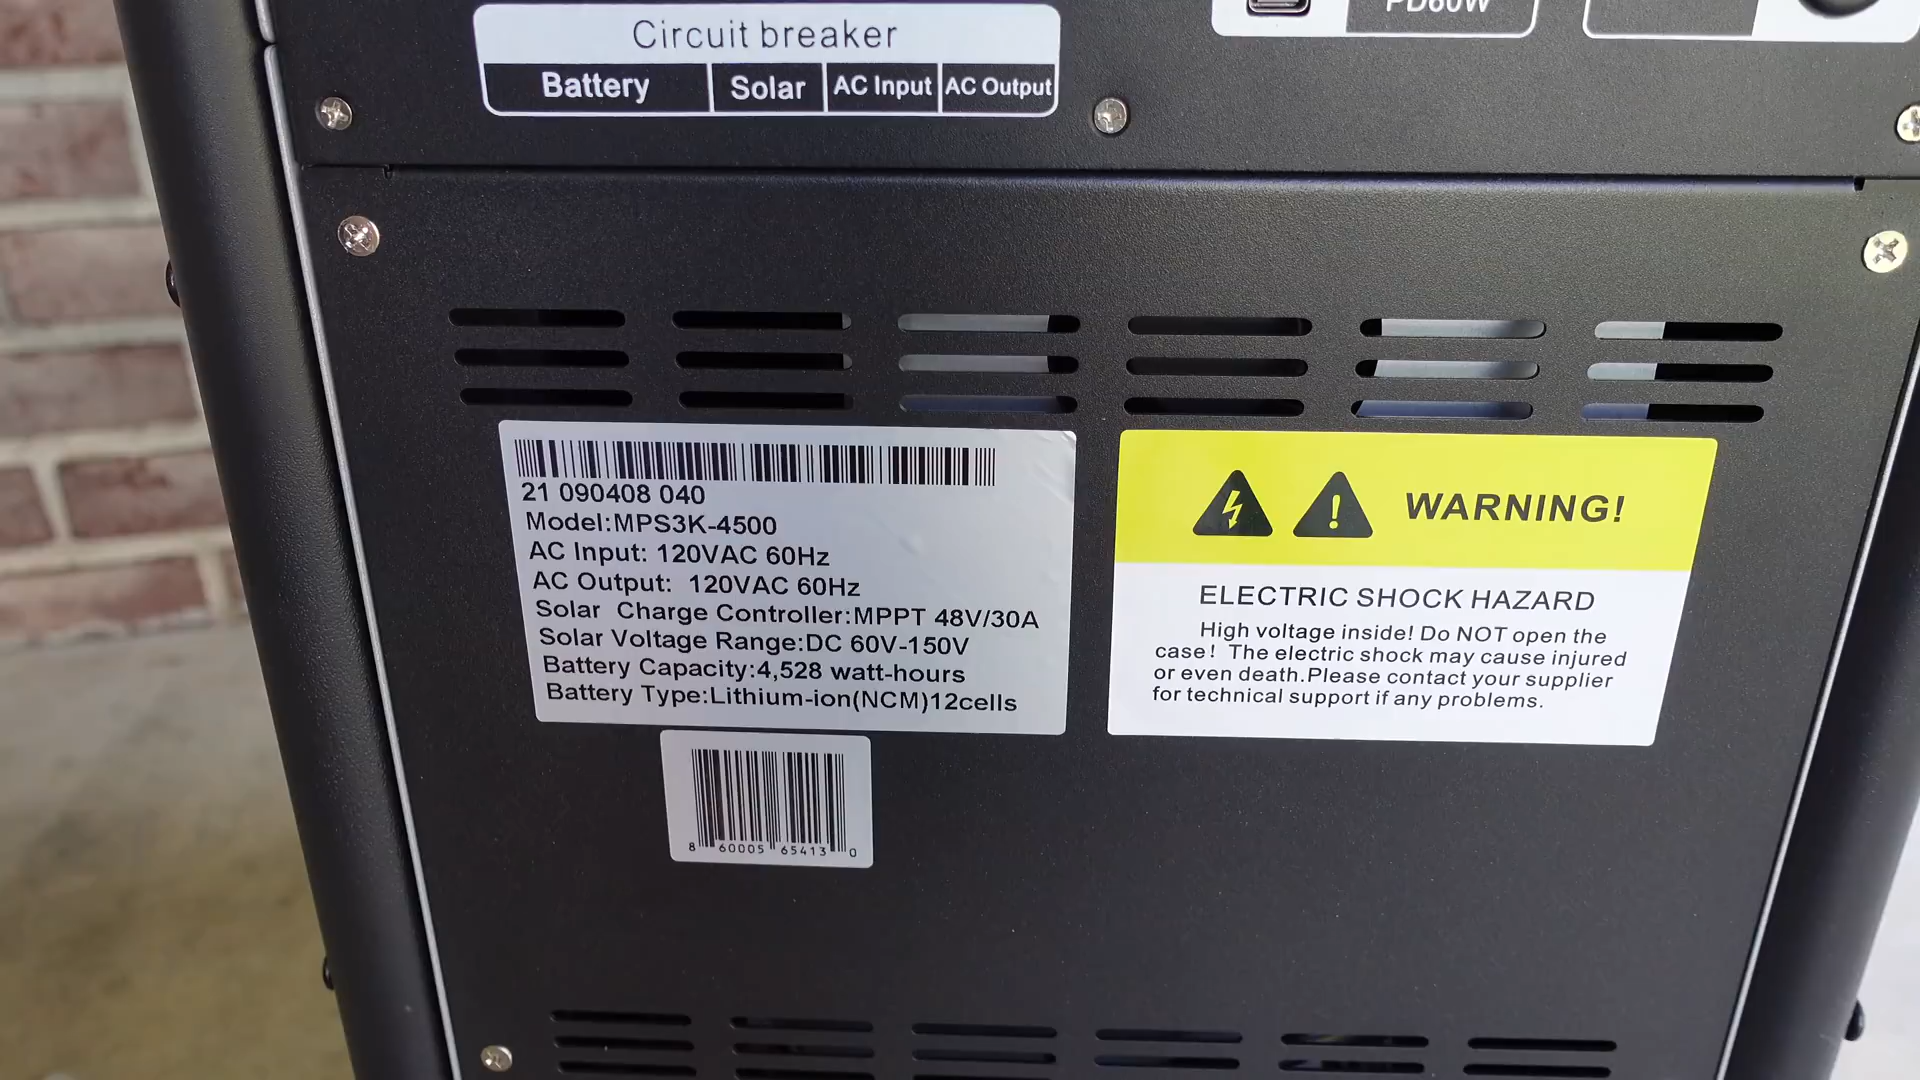 Circuit breaker
Battery Solar AC Input AC Output
PD60W
21 090408 040
Model:MPS3K-4500
AC Input: 120VAC 60Hz
AC Output: 120VAC 60Hz
Solar Charge Controller:MPPT 48V/30A
Solar Voltage Range:DC 60V-150V
Battery Capacity:4,528 watt-hours
Battery Type:Lithium-ion(NCM)12cells
8 60005 65413 0
WARNING!
ELECTRIC SHOCK HAZARD
High voltage inside! Do NOT open the
case! The electric shock may cause injured
or even death.Please contact your supplier
for technical support if any problems.